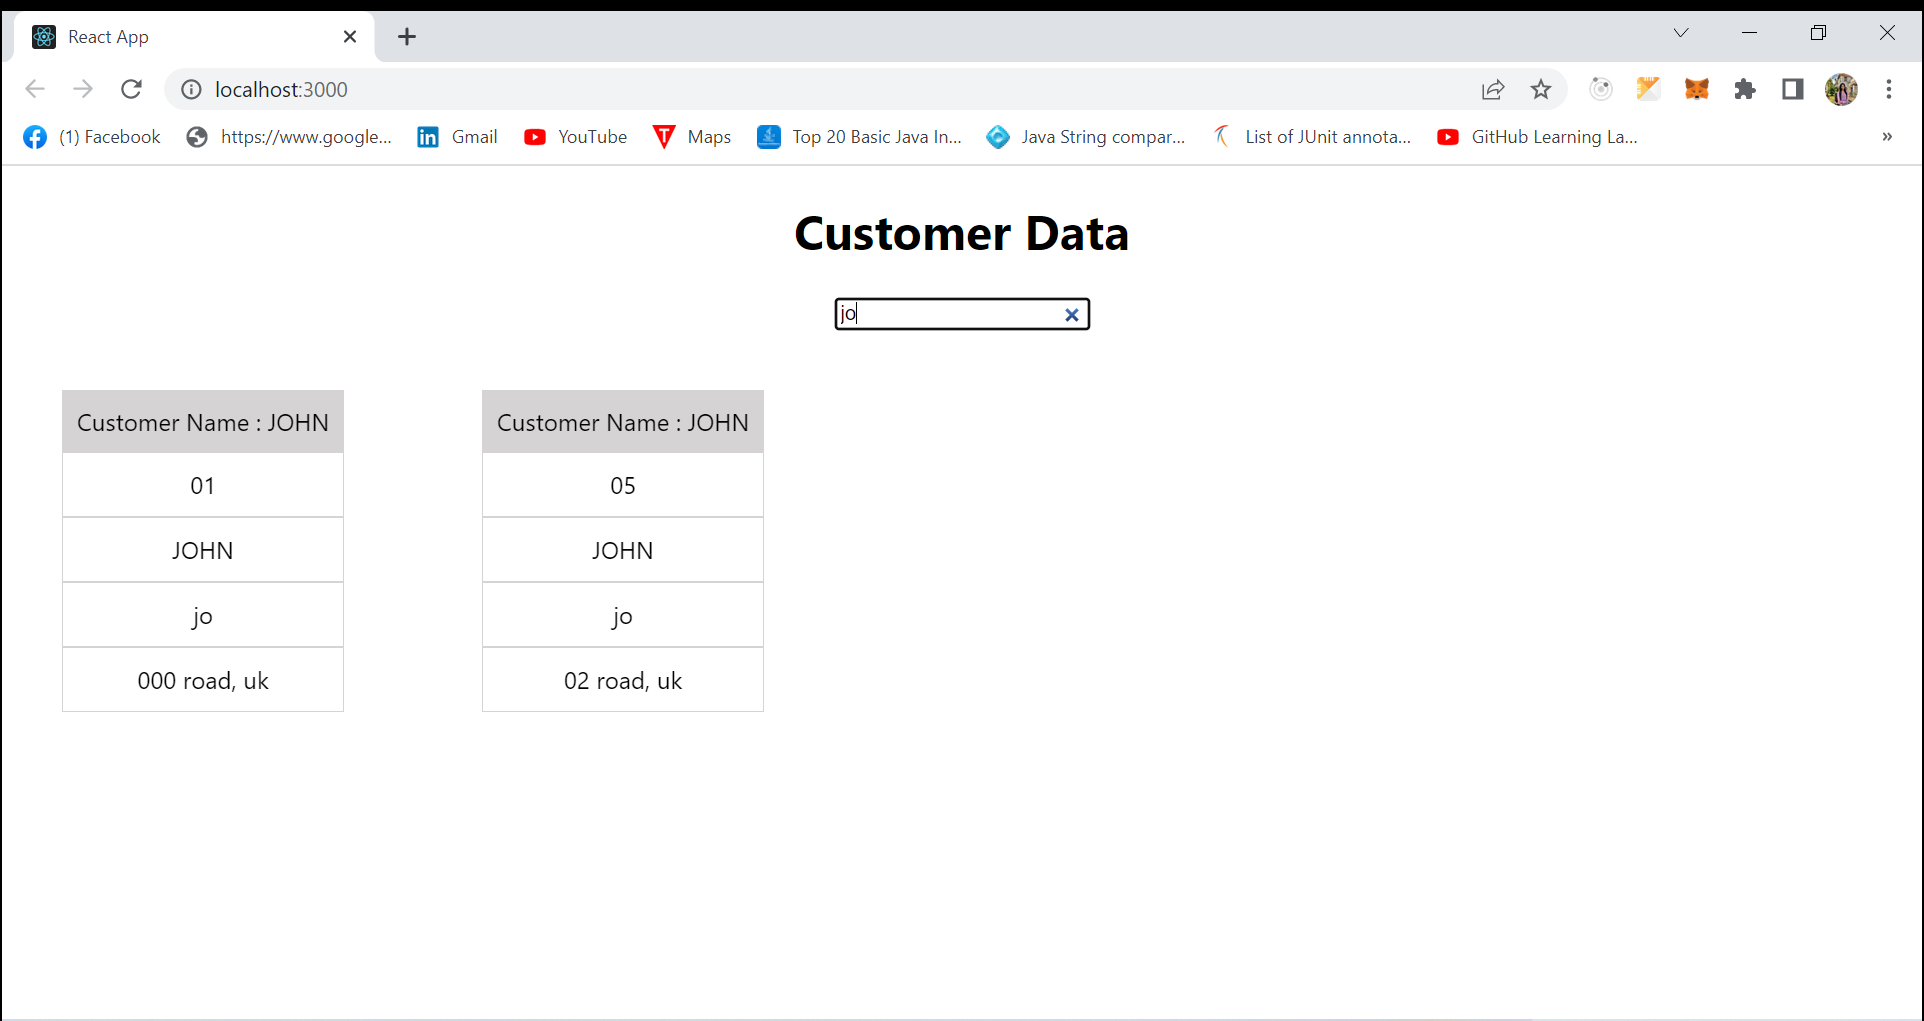 React App
localhost:3000
(1) Facebook https://www.google... Gmail YouTube Maps Top 20 Basic Java In... Java String compar... List of JUnit annota... GitHub Learning La... »
Customer Data
jo
Customer Name : JOHN
01
JOHN
jo
000 road, uk
Customer Name : JOHN
05
JOHN
jo
02 road, uk